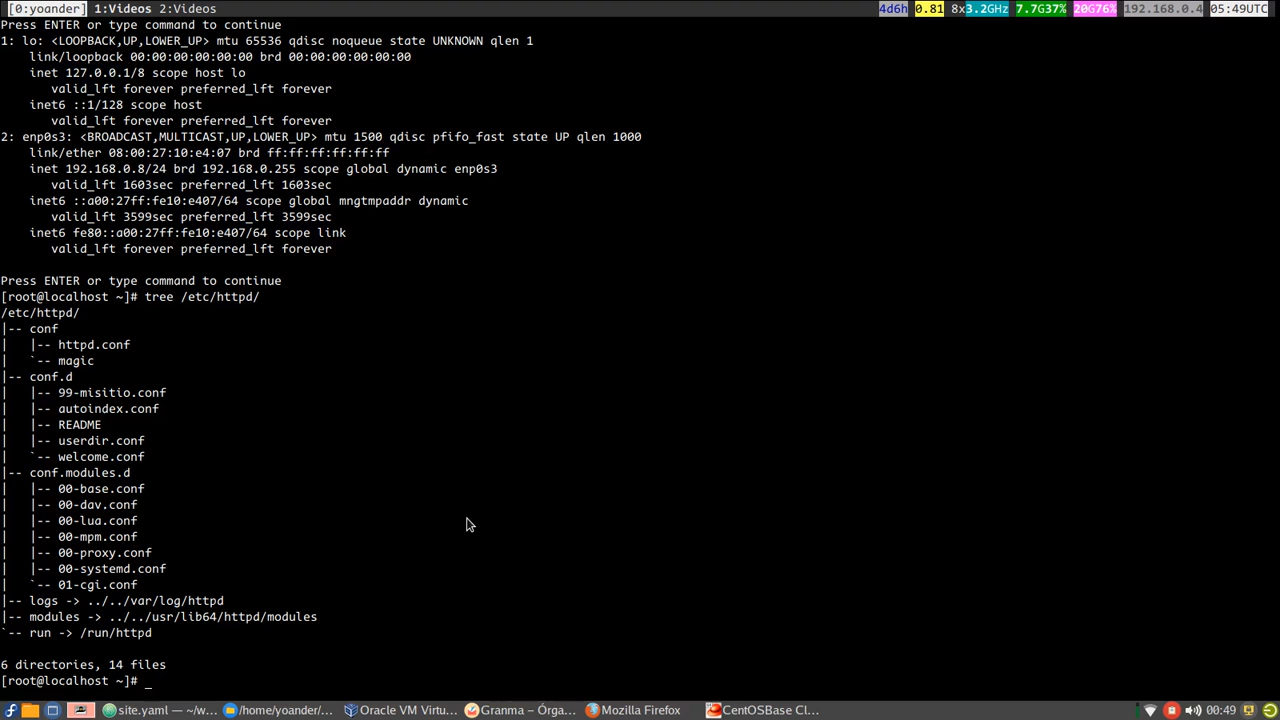 [0:yoander] 1:Videos 2:Videos 4d6h 0.81 8x3.2GHz 7.7G37% 20G76% 192.168.0.4 05:49UTC
Press ENTER or type command to continue
1: lo: <LOOPBACK,UP,LOWER_UP> mtu 65536 qdisc noqueue state UNKNOWN qlen 1
    link/loopback 00:00:00:00:00:00 brd 00:00:00:00:00:00
    inet 127.0.0.1/8 scope host lo
       valid_lft forever preferred_lft forever
    inet6 ::1/128 scope host
       valid_lft forever preferred_lft forever
2: enp0s3: <BROADCAST,MULTICAST,UP,LOWER_UP> mtu 1500 qdisc pfifo_fast state UP qlen 1000
    link/ether 08:00:27:10:e4:07 brd ff:ff:ff:ff:ff:ff
    inet 192.168.0.8/24 brd 192.168.0.255 scope global dynamic enp0s3
       valid_lft 1603sec preferred_lft 1603sec
    inet6 ::a00:27ff:fe10:e407/64 scope global mngtmpaddr dynamic
       valid_lft 3599sec preferred_lft 3599sec
    inet6 fe80::a00:27ff:fe10:e407/64 scope link
       valid_lft forever preferred_lft forever
Press ENTER or type command to continue
[root@localhost ~]# tree /etc/httpd/
/etc/httpd/
|-- conf
|   |-- httpd.conf
|   `-- magic
|-- conf.d
|   |-- 99-misitio.conf
|   |-- autoindex.conf
|   |-- README
|   |-- userdir.conf
|   `-- welcome.conf
|-- conf.modules.d
|   |-- 00-base.conf
|   |-- 00-dav.conf
|   |-- 00-lua.conf
|   |-- 00-mpm.conf
|   |-- 00-proxy.conf
|   |-- 00-systemd.conf
|   `-- 01-cgi.conf
|-- logs -> ../../var/log/httpd
|-- modules -> ../../usr/lib64/httpd/modules
`-- run -> /run/httpd
6 directories, 14 files
[root@localhost ~]# _
site.yaml — ~/w... /home/yoander/... Oracle VM Virtu... Granma – Órga... Mozilla Firefox CentOSBase Cl... 00:49